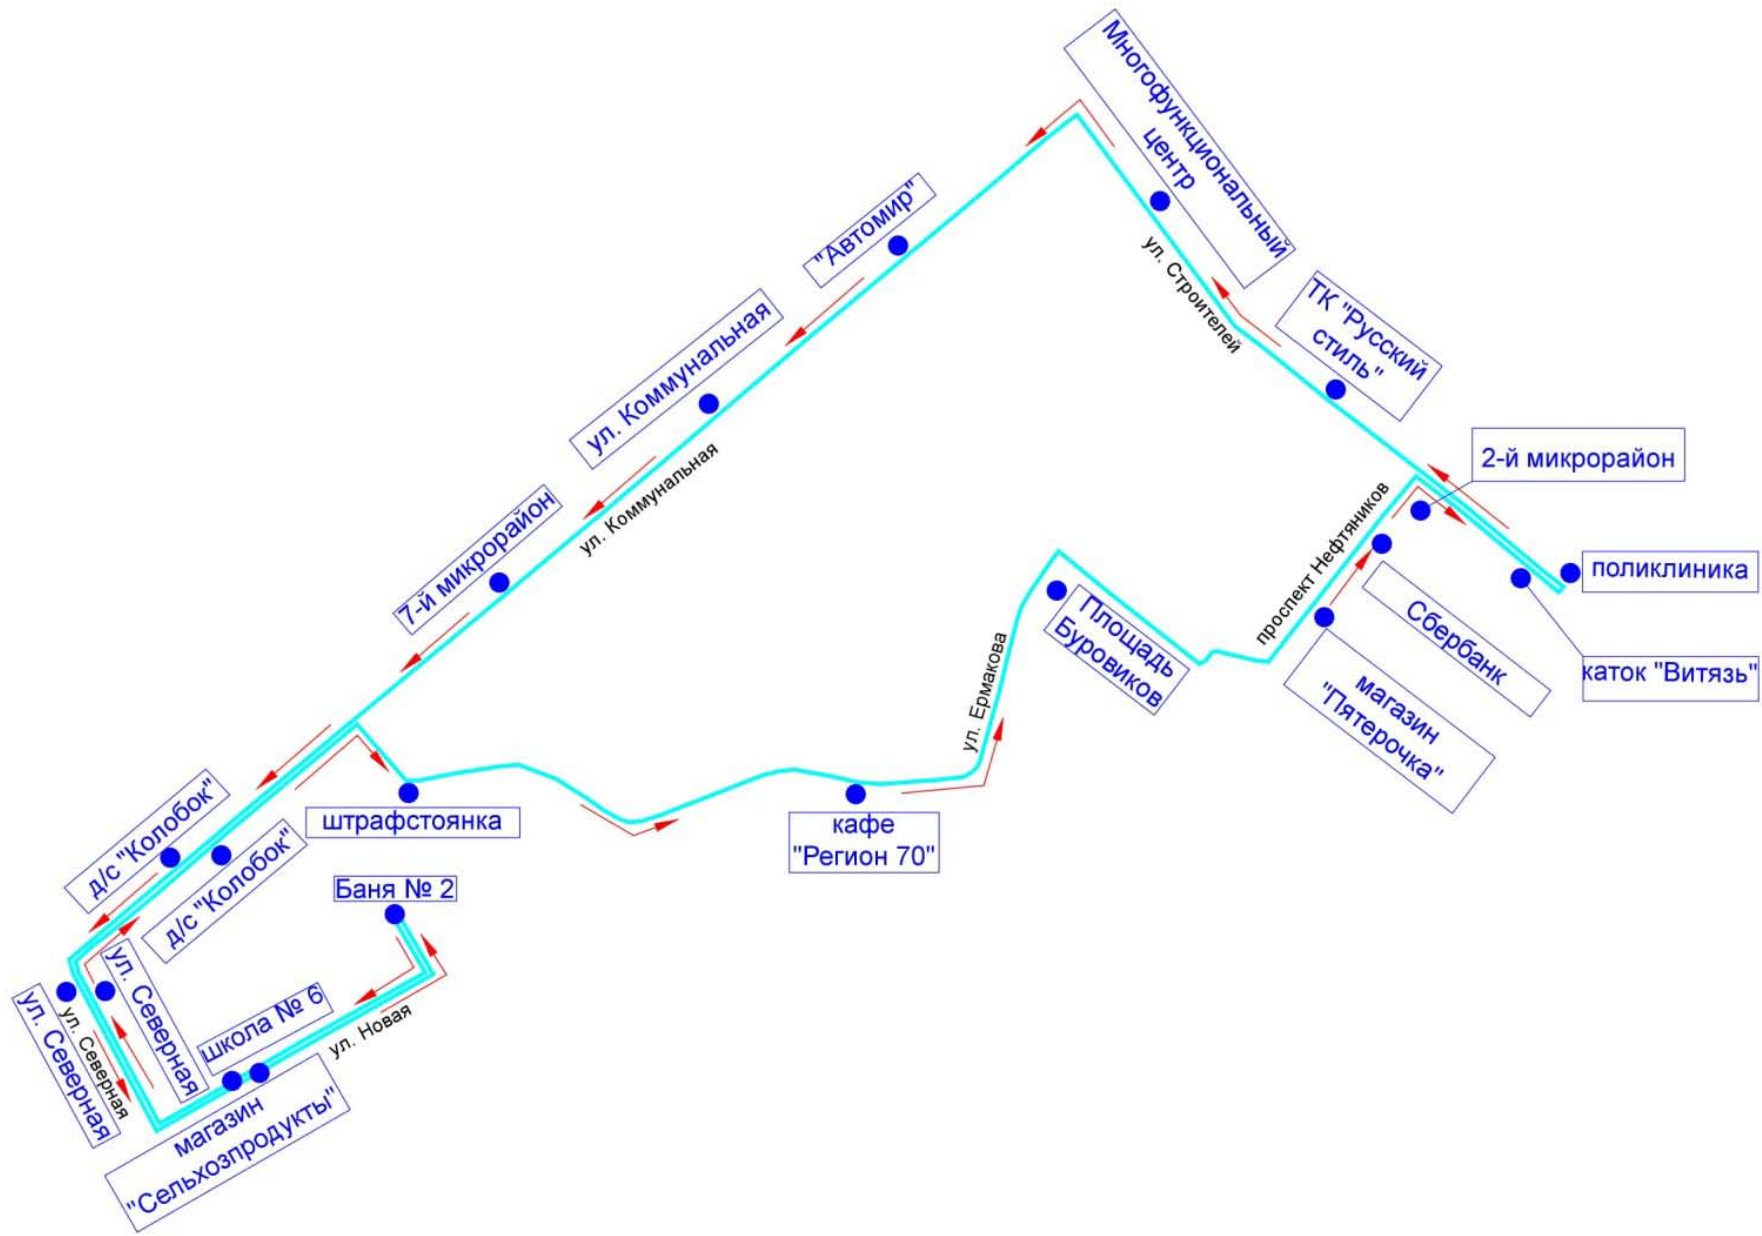 Многофункциональный
центр
"Автомир"
ул. Строителей
ТК "Русский
стиль"
ул. Коммунальная
ул. Коммунальная
2-й микрорайон
7-й микрорайон
проспект Нефтяников
поликлиника
Сбербанк
каток "Витязь"
Площадь
Буровиков
магазин
"Пятерочка"
ул. Ермакова
штрафстоянка
кафе
"Регион 70"
д/с "Колобок"
д/с "Колобок"
Баня № 2
ул. Северная
ул. Северная
ул. Северная
школа № 6
ул. Новая
магазин
"Сельхозпродукты"